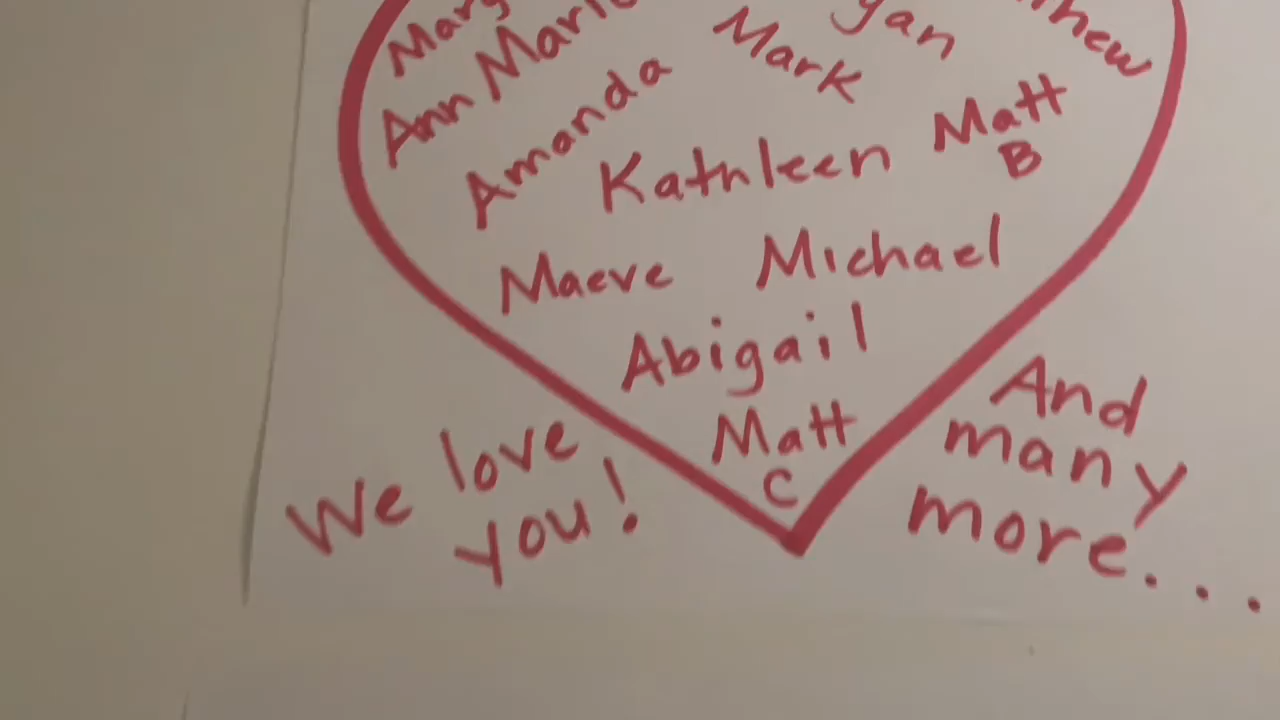 Ann Marie
Mark
Amanda
Kathleen
Matt
B
Maeve
Michael
Abigail
Matt
C
We love
you!
And
many
more...